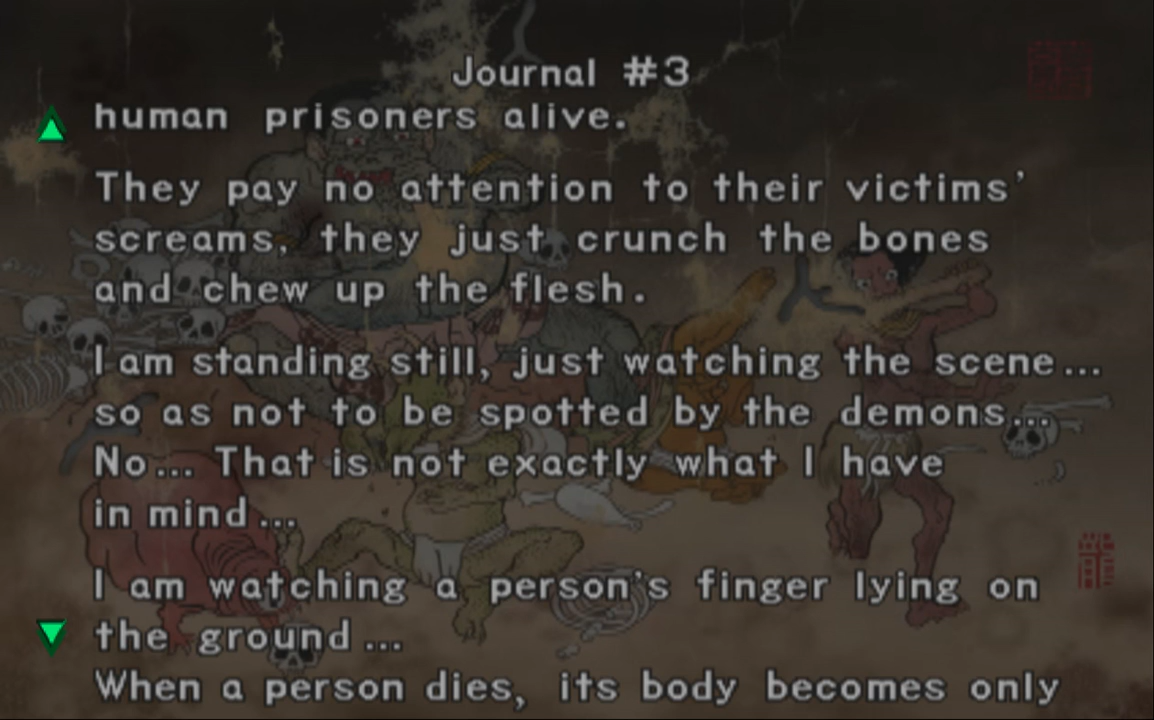 Journal #3
human prisoners alive.
They pay no attention to their victims'
screams, they just crunch the bones
and chew up the flesh.
I am standing still, just watching the scene...
so as not to be spotted by the demons...
No... That is not exactly what I have
in mind...
I am watching a person's finger lying on
the ground...
When a person dies, its body becomes only